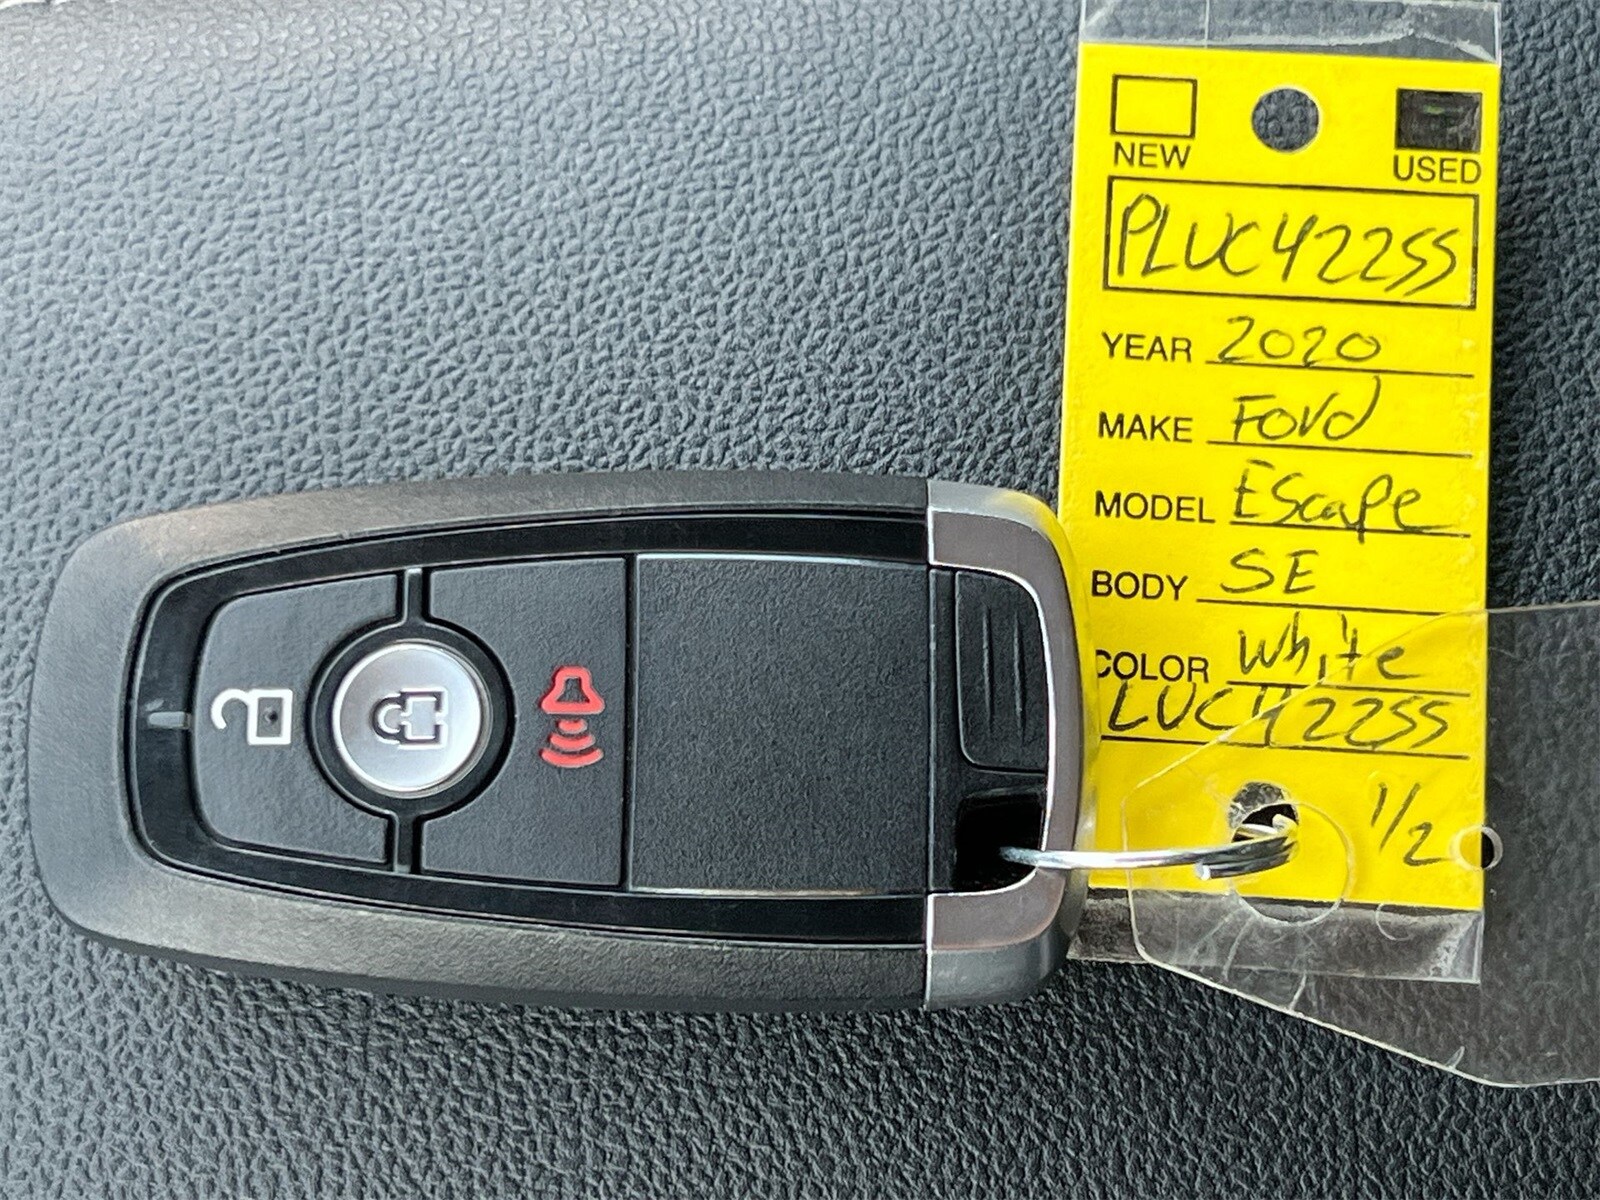 NEW USED
PLUC42255
YEAR 2020
MAKE Ford
MODEL EScape
BODY SE
COLOR white
LUC42255
1/2